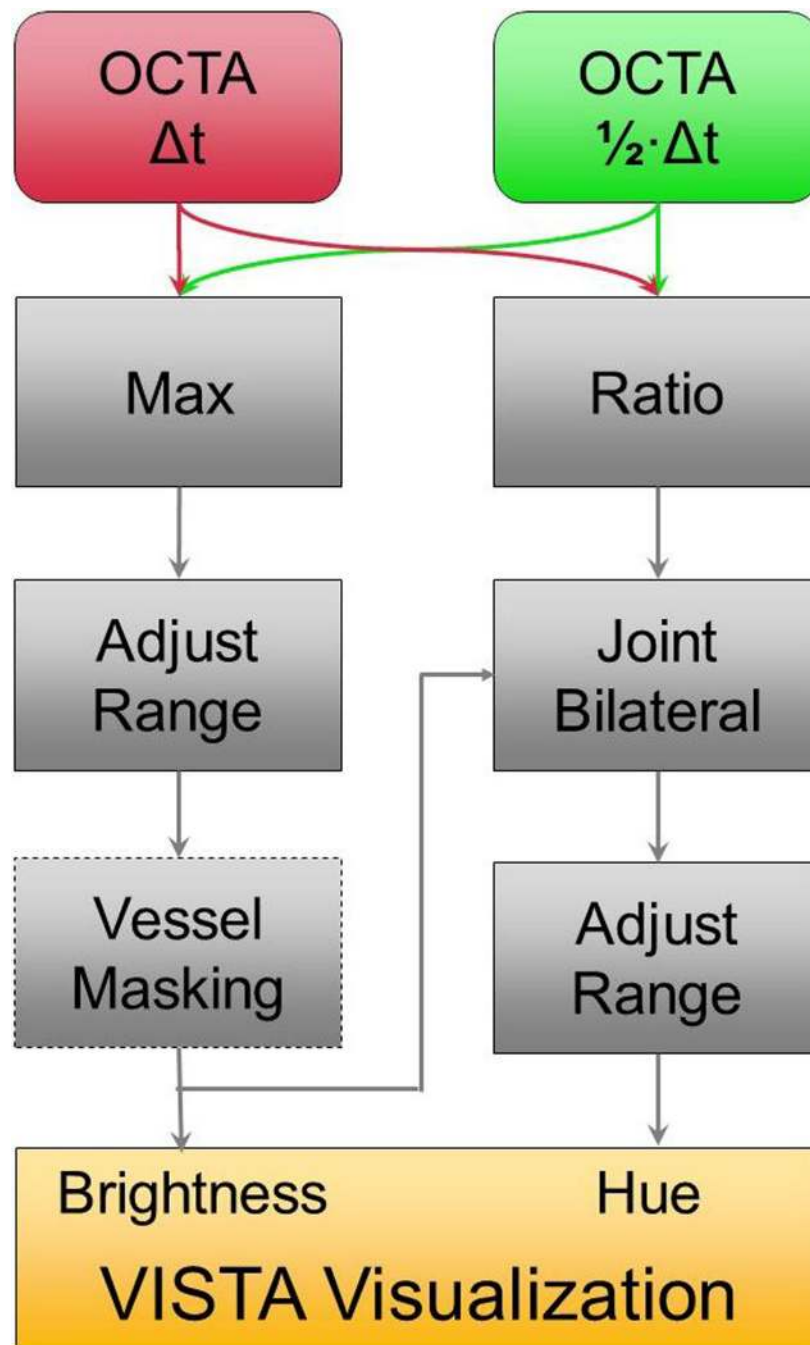 OCTA
Δt
OCTA
½·Δt
Max
Ratio
Adjust
Range
Joint
Bilateral
Vessel
Masking
Adjust
Range
Brightness
Hue
VISTA Visualization